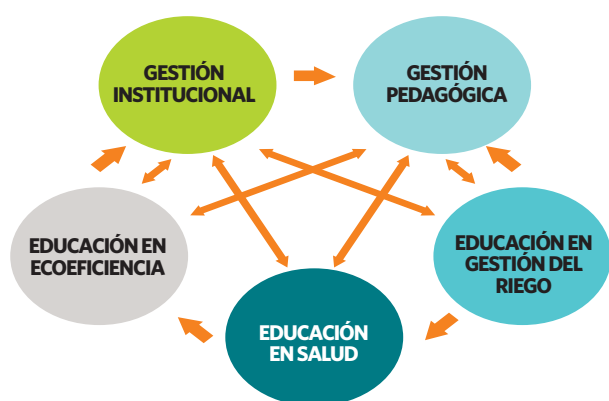 GESTIÓN
INSTITUCIONAL
GESTIÓN
PEDAGÓGICA
EDUCACIÓN EN
ECOEFICIENCIA
EDUCACIÓN EN
GESTIÓN DEL
RIEGO
EDUCACIÓN
EN SALUD